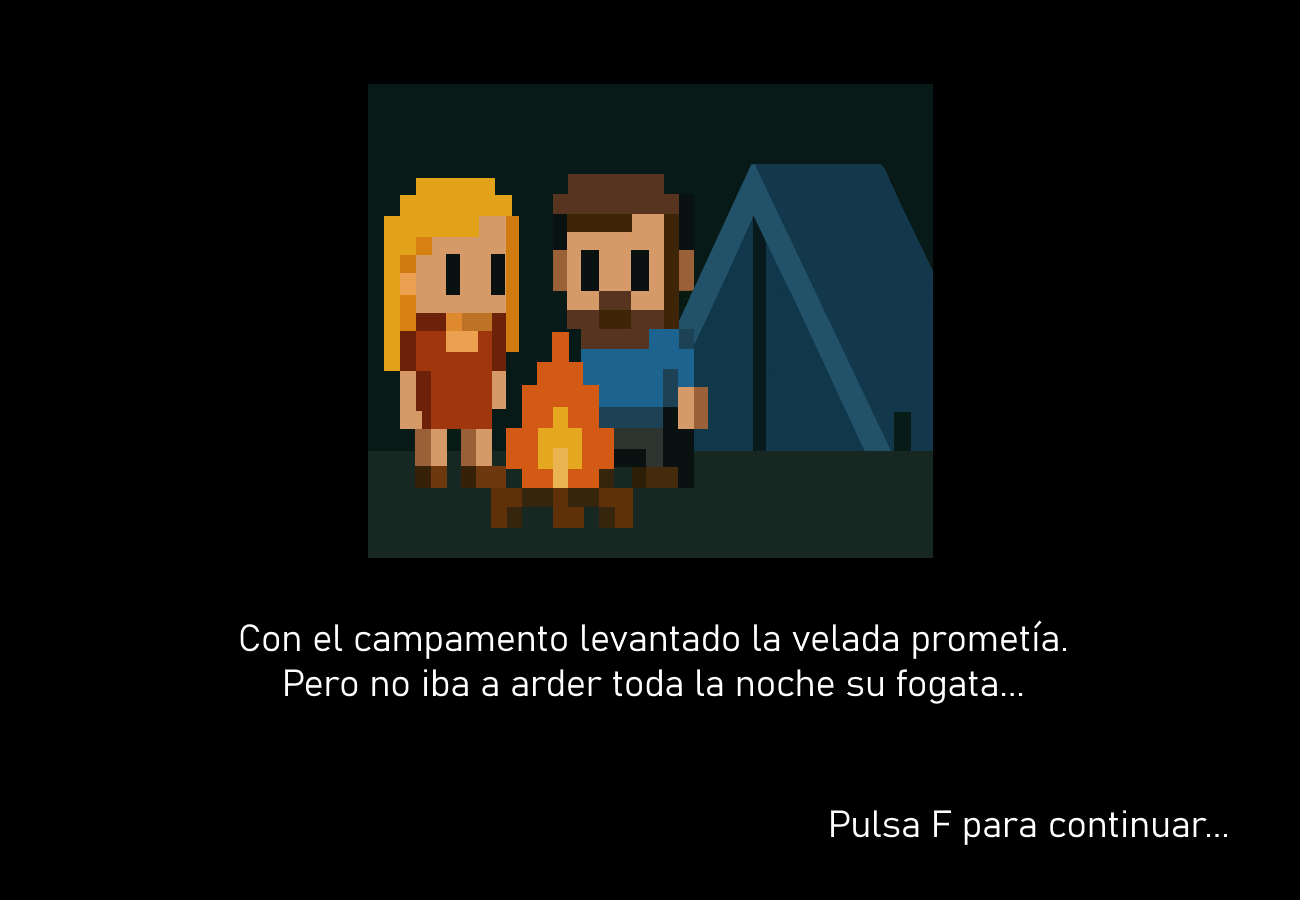 Con el campamento levantado la velada prometía.
Pero no iba a arder toda la noche su fogata...
Pulsa F para continuar...